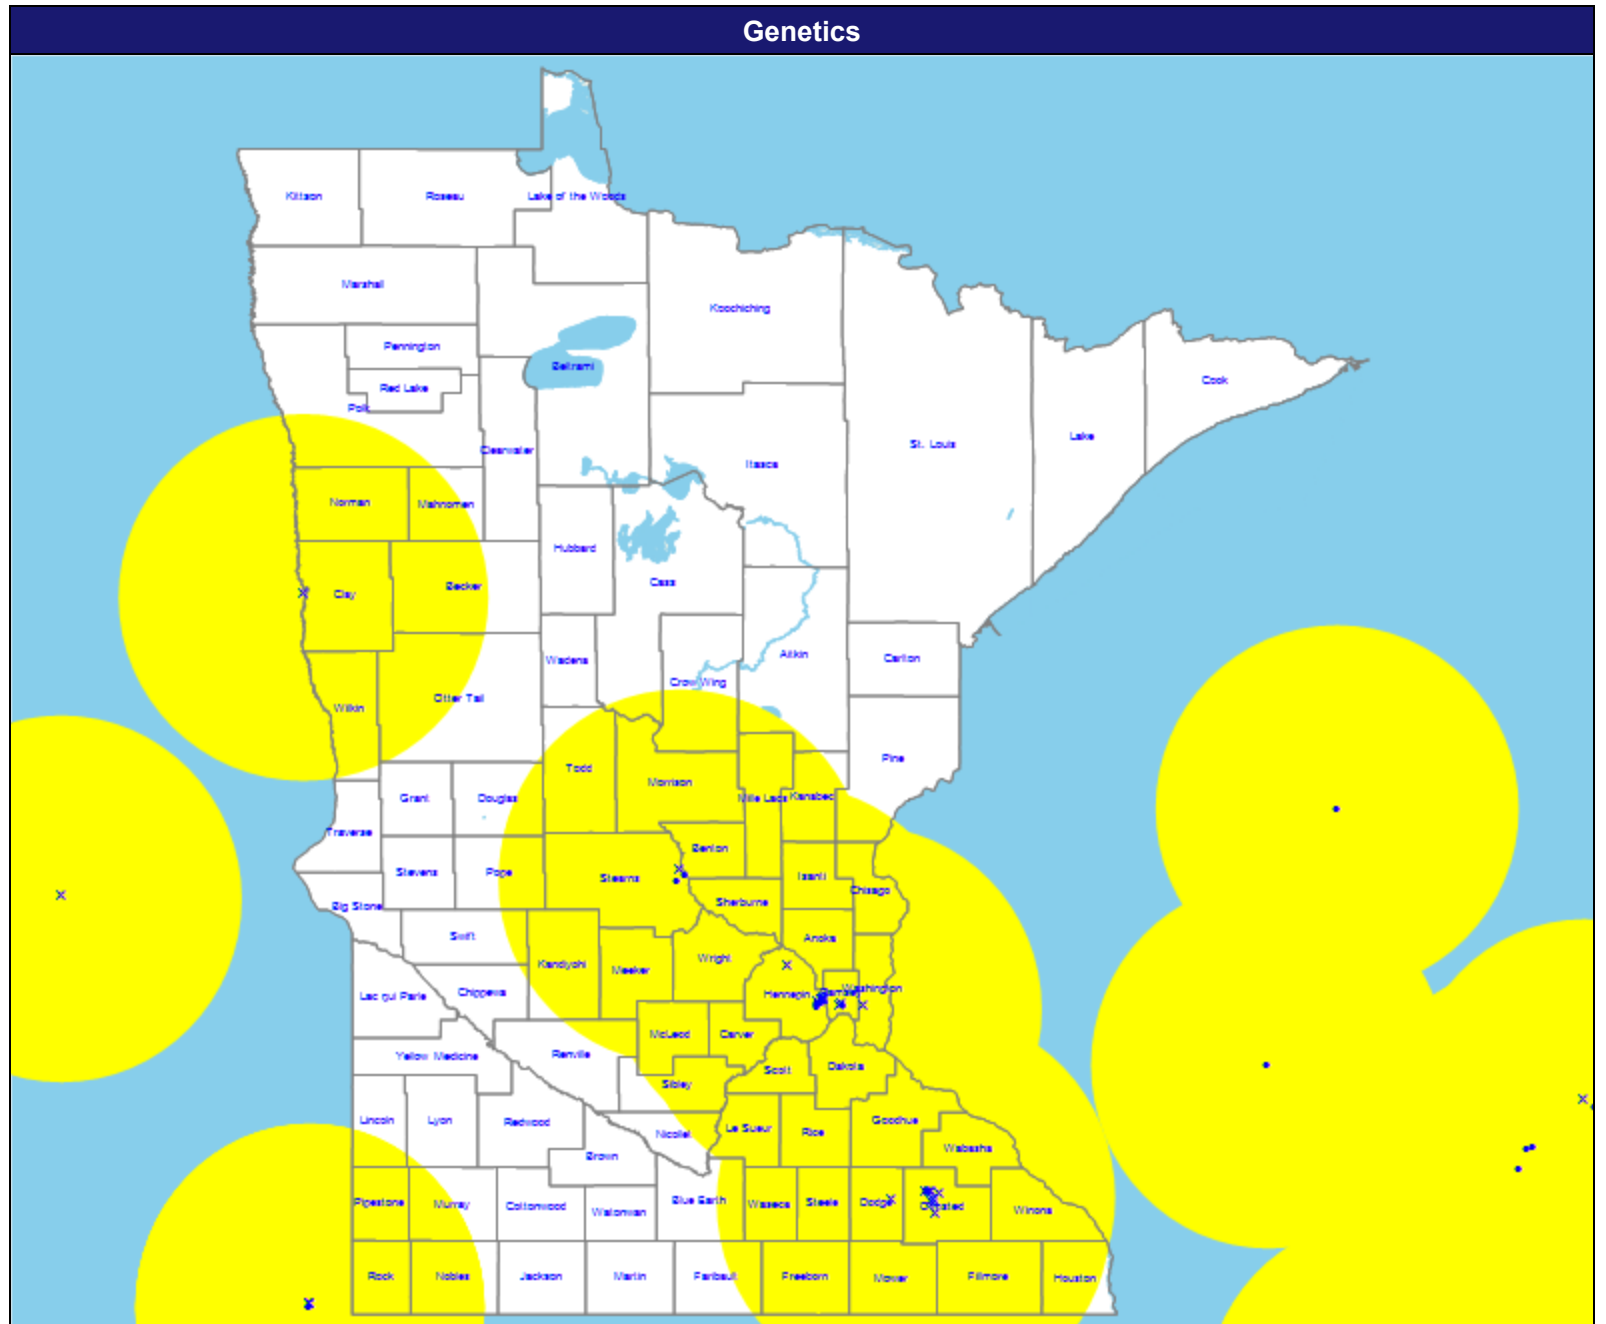 Genetics
Kittson
Roseau
Lake of the Woods
Marshall
Koochiching
Pennington
Beltrami
Red Lake
Cook
Polk
Lake
St. Louis
Clearwater
Itasca
Norman
Mahnomen
Hubbard
Cass
Becker
Clay
Aitkin
Carlton
Wadena
Crow Wing
Otter Tail
Wilkin
Pine
Todd
Morrison
Grant
Douglas
Mille Lacs
Kanabec
Traverse
Benton
Stevens
Pope
Stearns
Isanti
Chisago
Sherburne
Big Stone
Swift
Anoka
Wright
Kandiyohi
Meeker
Washington
Chippewa
Hennepin
Ramsey
Lac qui Parle
McLeod
Carver
Yellow Medicine
Renville
Dakota
Scott
Sibley
Lincoln
Lyon
Redwood
Goodhue
Le Sueur
Rice
Nicollet
Wabasha
Brown
Pipestone
Murray
Cottonwood
Watonwan
Blue Earth
Waseca
Steele
Dodge
Olmsted
Winona
Rock
Nobles
Jackson
Martin
Faribault
Freeborn
Mower
Fillmore
Houston